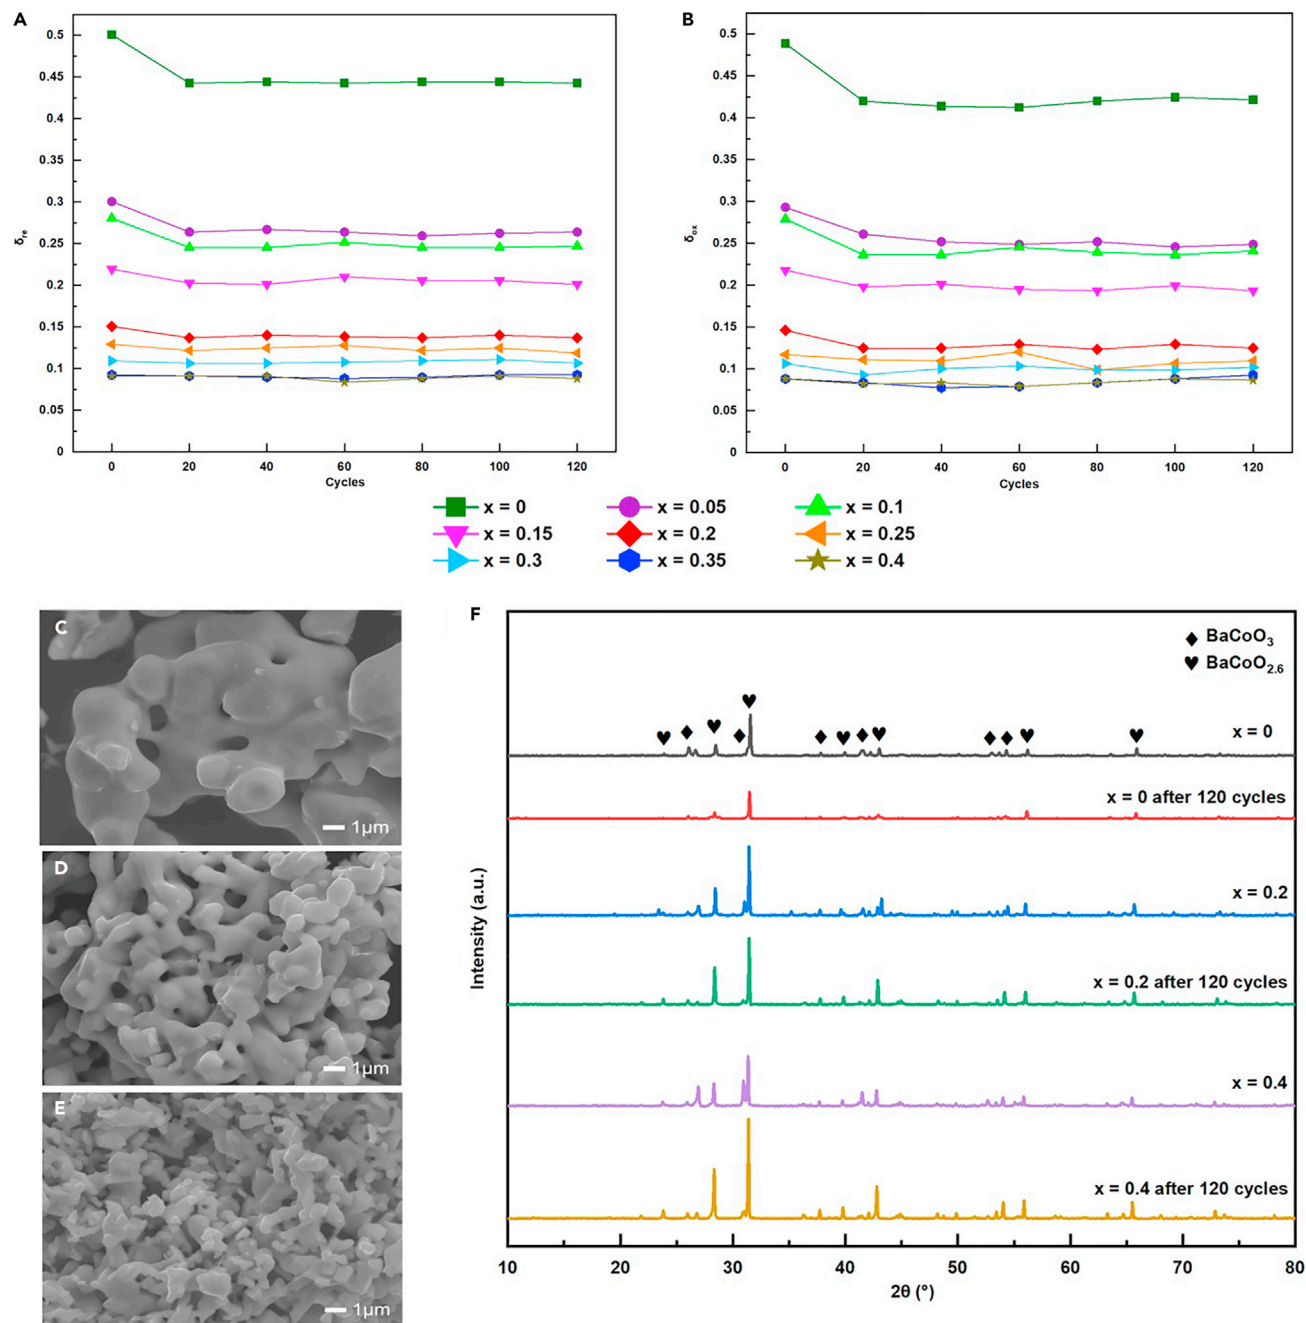 A
0.5
0.45
0.4
0.35
0.3
0.25
0.2
0.15
0.1
0.05
0
δre
0 20 40 60 80 100 120
Cycles
B
0.5
0.45
0.4
0.35
0.3
0.25
0.2
0.15
0.1
0.05
0
δox
0 20 40 60 80 100 120
Cycles
x = 0 x = 0.05 x = 0.1
x = 0.15 x = 0.2 x = 0.25
x = 0.3 x = 0.35 x = 0.4
C
1μm
D
1μm
E
1μm
F
♦ BaCoO3
♥ BaCoO2.6
x = 0
x = 0 after 120 cycles
x = 0.2
x = 0.2 after 120 cycles
x = 0.4
x = 0.4 after 120 cycles
Intensity (a.u.)
10 20 30 40 50 60 70 80
2θ (°)